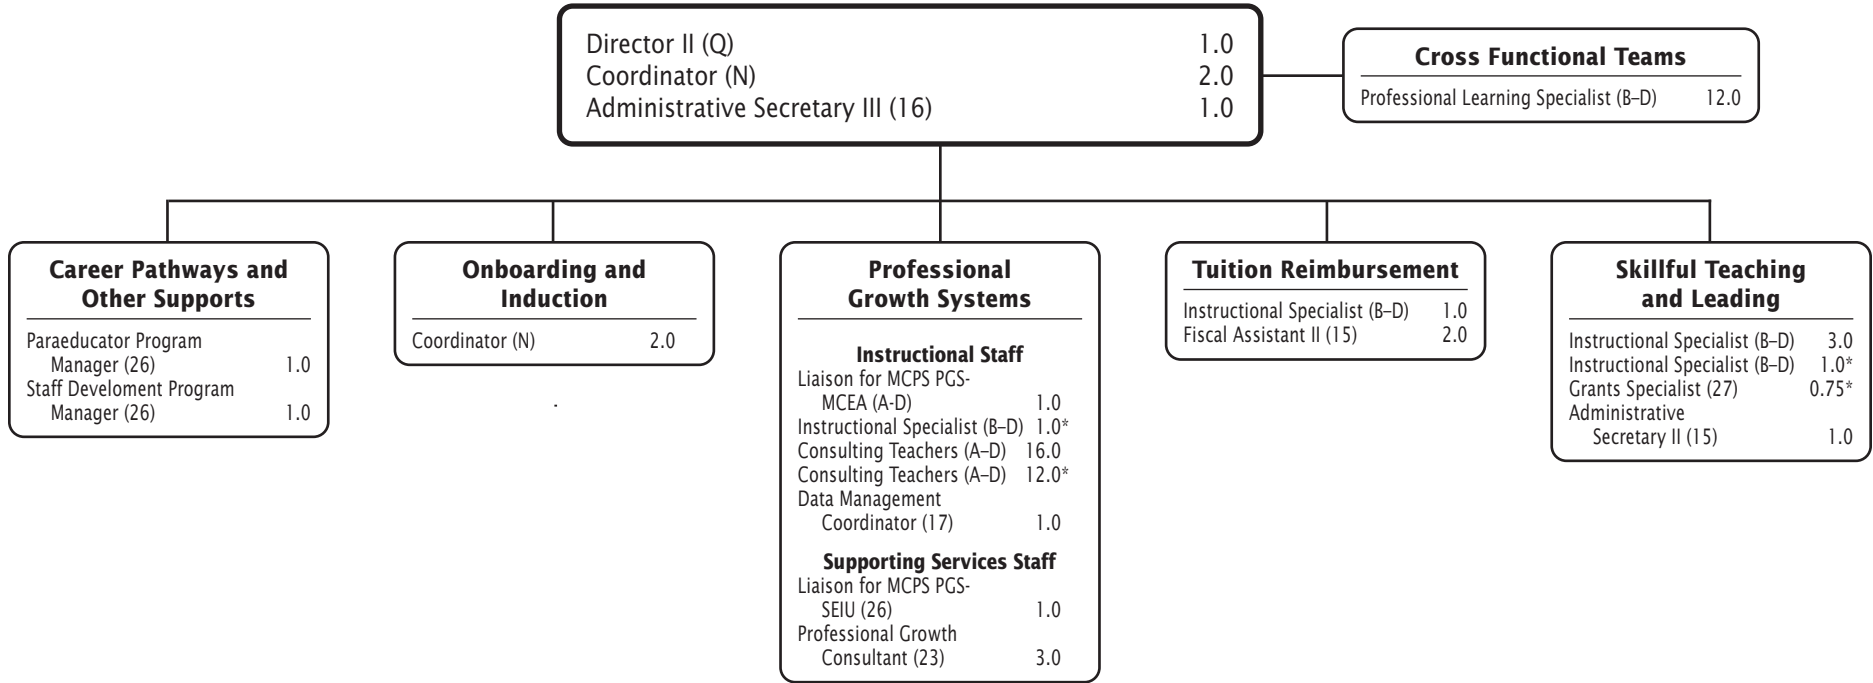 Director II (Q) 1.0
Coordinator (N) 2.0
Administrative Secretary III (16) 1.0
Cross Functional Teams
Professional Learning Specialist (B–D) 12.0
Career Pathways and
Other Supports
Paraeducator Program
Manager (26) 1.0
Staff Develoment Program
Manager (26) 1.0
Onboarding and
Induction
Coordinator (N) 2.0
Professional
Growth Systems
Instructional Staff
Liaison for MCPS PGS-
MCEA (A-D) 1.0
Instructional Specialist (B–D) 1.0*
Consulting Teachers (A–D) 16.0
Consulting Teachers (A–D) 12.0*
Data Management
Coordinator (17) 1.0
Supporting Services Staff
Liaison for MCPS PGS-
SEIU (26) 1.0
Professional Growth
Consultant (23) 3.0
Tuition Reimbursement
Instructional Specialist (B–D) 1.0
Fiscal Assistant II (15) 2.0
Skillful Teaching
and Leading
Instructional Specialist (B–D) 3.0
Instructional Specialist (B–D) 1.0*
Grants Specialist (27) 0.75*
Administrative
Secretary II (15) 1.0